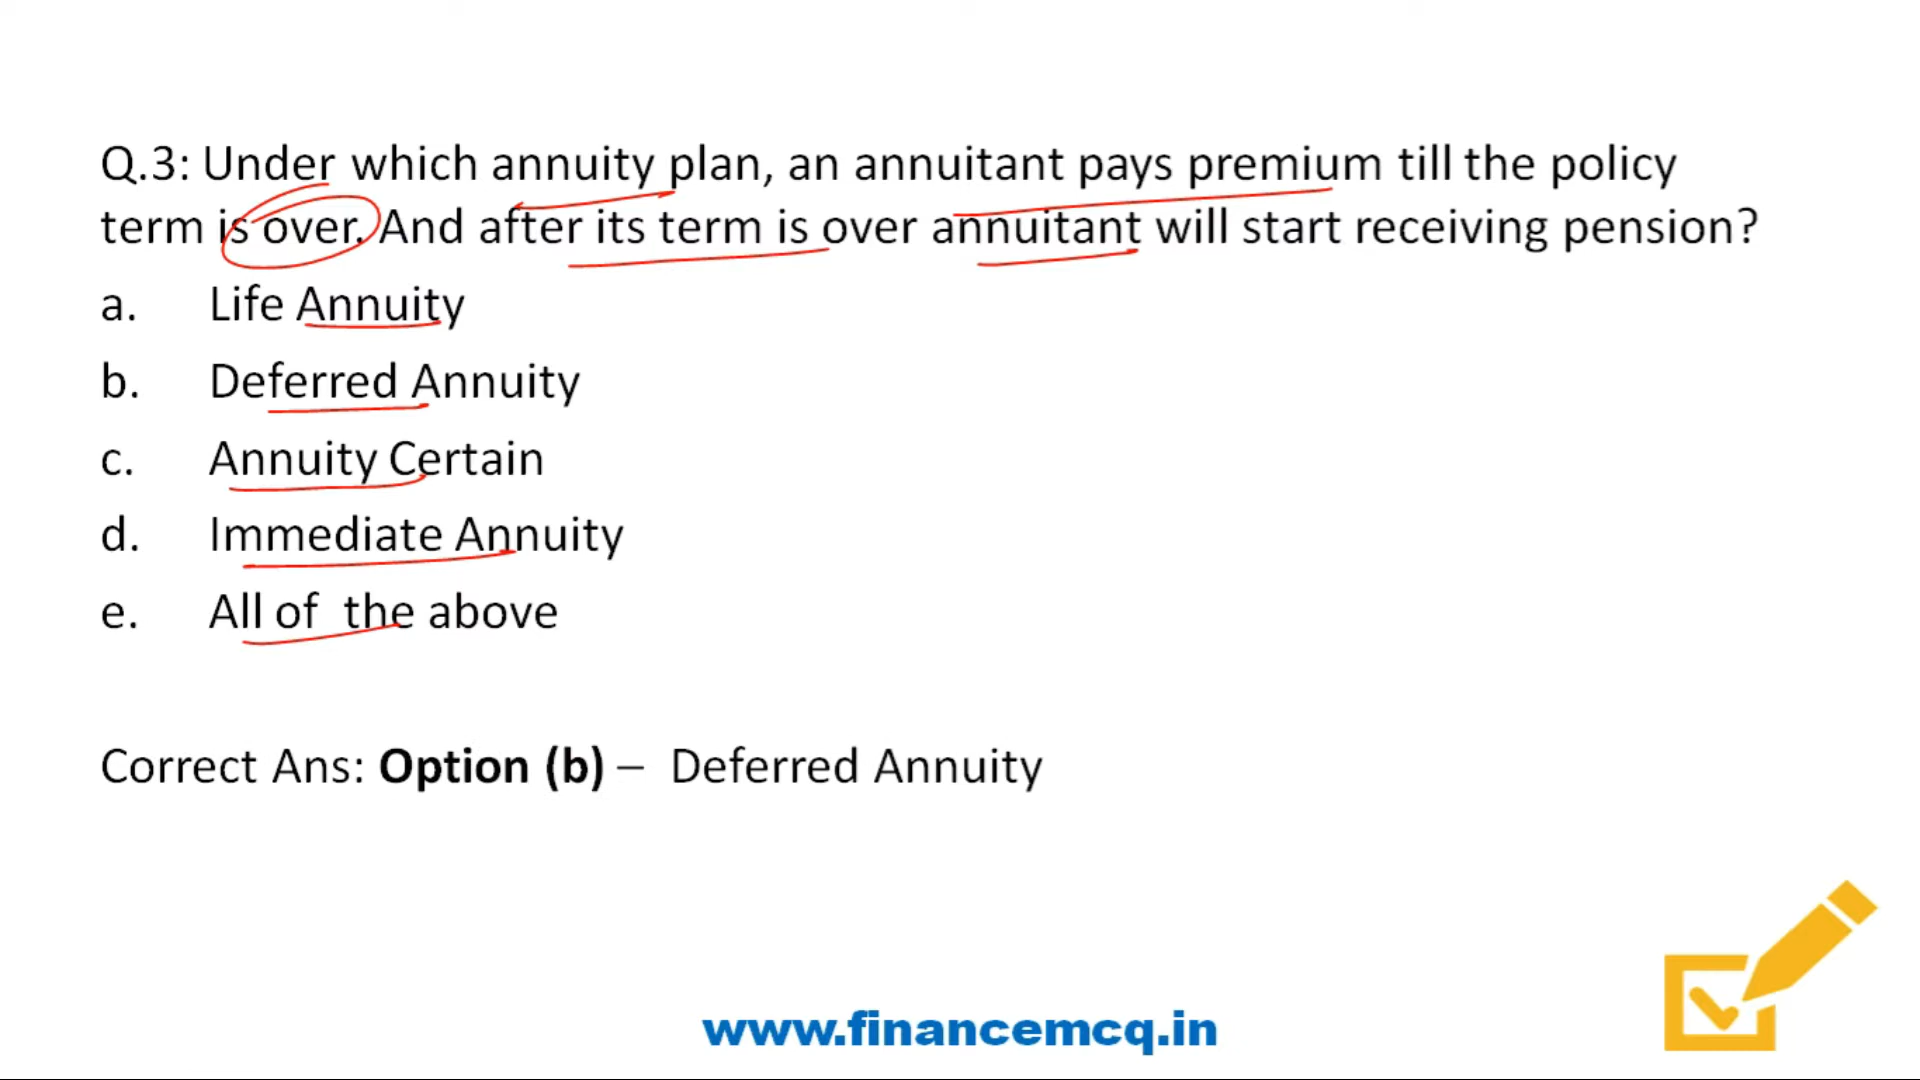 Q.3: Under which annuity plan, an annuitant pays premium till the policy
term is over. And after its term is over annuitant will start receiving pension?
a. Life Annuity
b. Deferred Annuity
c. Annuity Certain
d. Immediate Annuity
e. All of the above
Correct Ans: Option (b) – Deferred Annuity
www.financemcq.in